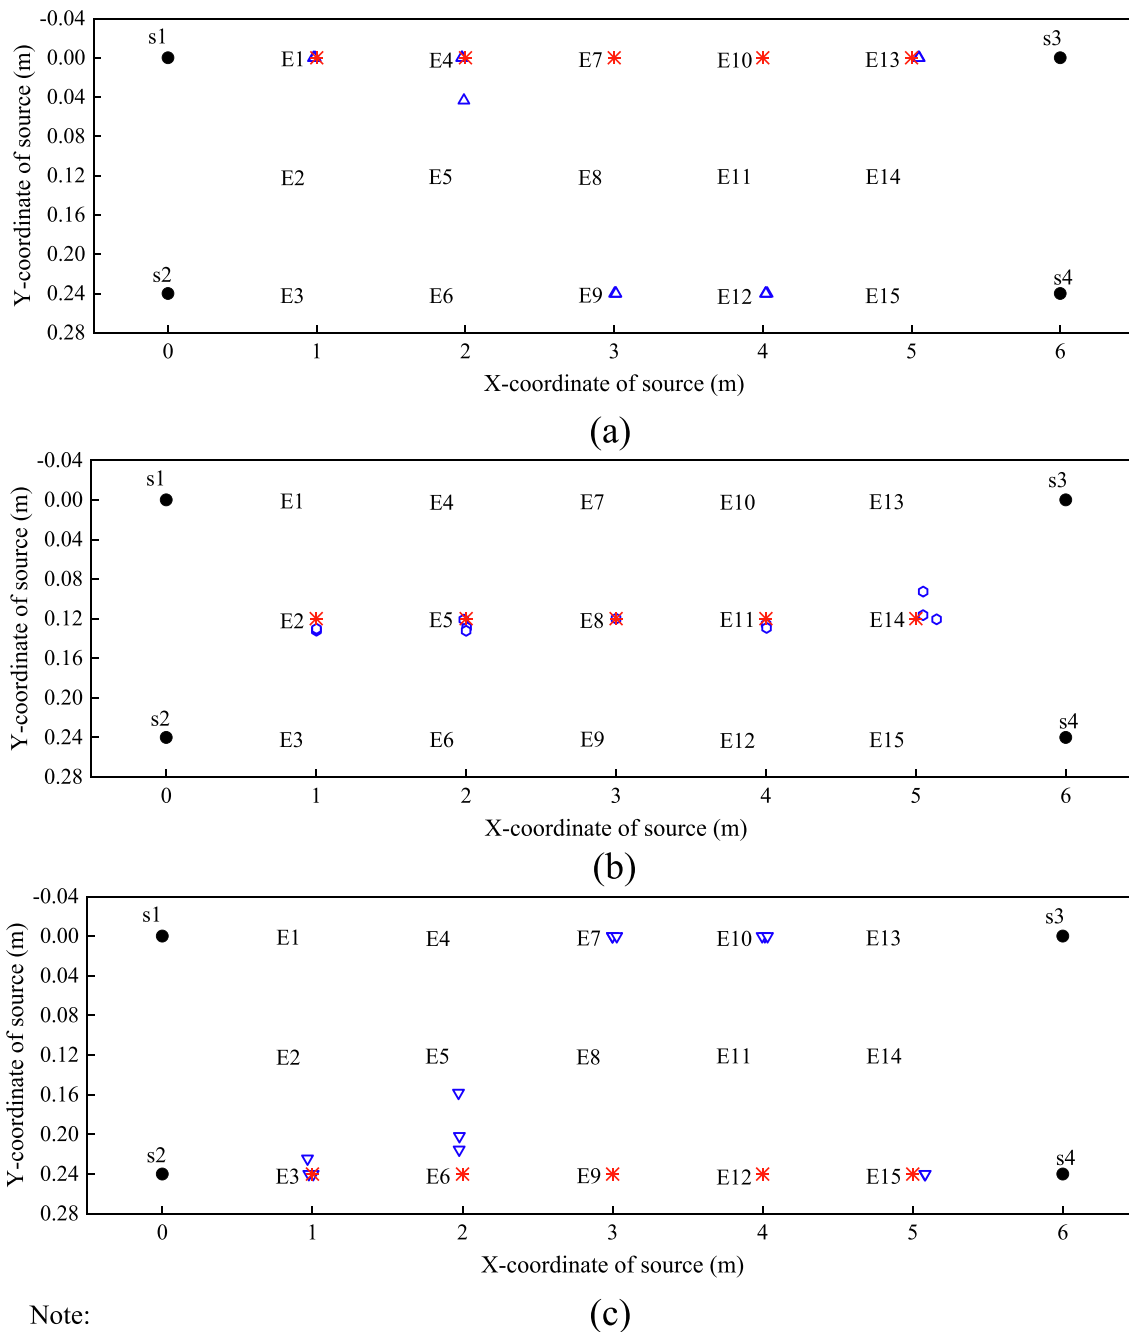 -0.04
s1
s3
0.00
E1
E4
E7
E10
E13
0.04
0.08
0.12
E2
E5
E8
E11
E14
0.16
0.20
s2
s4
0.24
E3
E6
E9
E12
E15
0.28
0
1
2
3
4
5
6
Y-coordinate of source (m)
X-coordinate of source (m)
(a)
-0.04
s1
s3
0.00
E1
E4
E7
E10
E13
0.04
0.08
0.12
E2
E5
E8
E11
E14
0.16
0.20
s2
s4
0.24
E3
E6
E9
E12
E15
0.28
0
1
2
3
4
5
6
Y-coordinate of source (m)
X-coordinate of source (m)
(b)
-0.04
s1
s3
0.00
E1
E4
E7
E10
E13
0.04
0.08
0.12
E2
E5
E8
E11
E14
0.16
0.20
s2
s4
0.24
E3
E6
E9
E12
E15
0.28
0
1
2
3
4
5
6
Y-coordinate of source (m)
X-coordinate of source (m)
Note:
(c)